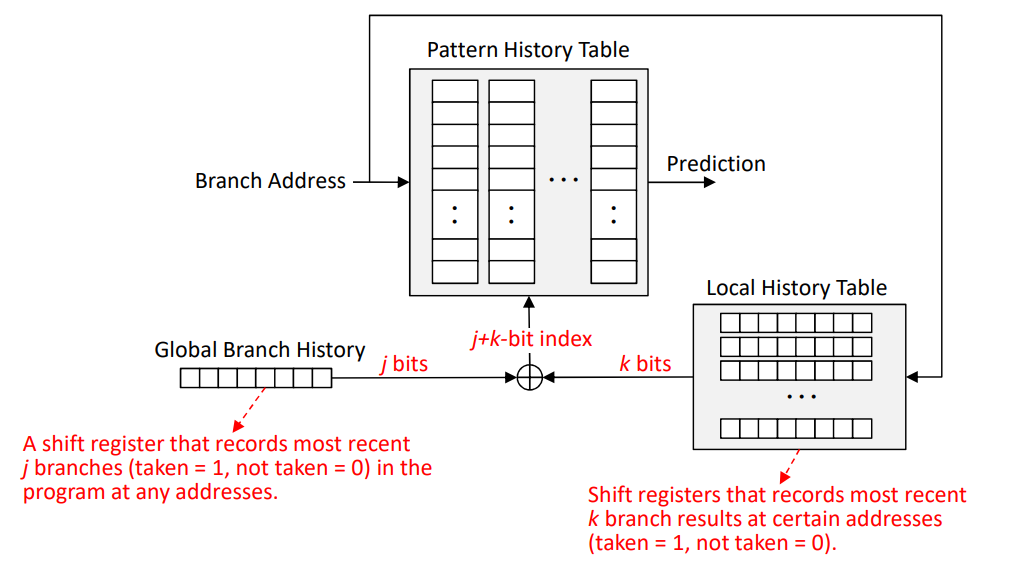 Pattern History Table
Branch Address
Prediction
Local History Table
j+k-bit index
Global Branch History
j bits
k bits
A shift register that records most recent
j branches (taken = 1, not taken = 0) in the
program at any addresses.
Shift registers that records most recent
k branch results at certain addresses
(taken = 1, not taken = 0).